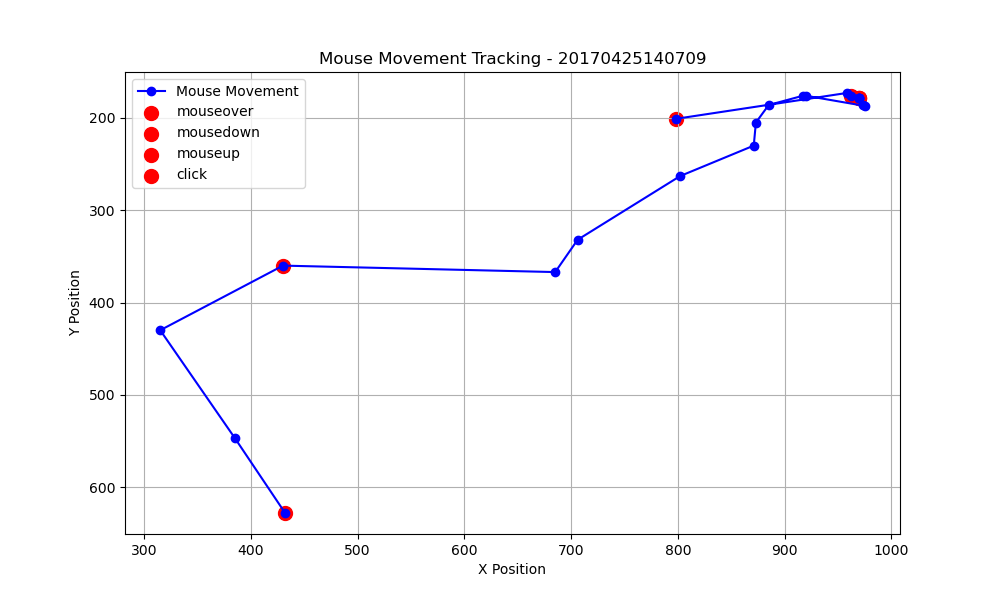 Mouse Movement Tracking - 20170425140709
Mouse Movement
mouseover
mousedown
mouseup
click
200
300
400
500
600
Y Position
300 400 500 600 700 800 900 1000
X Position